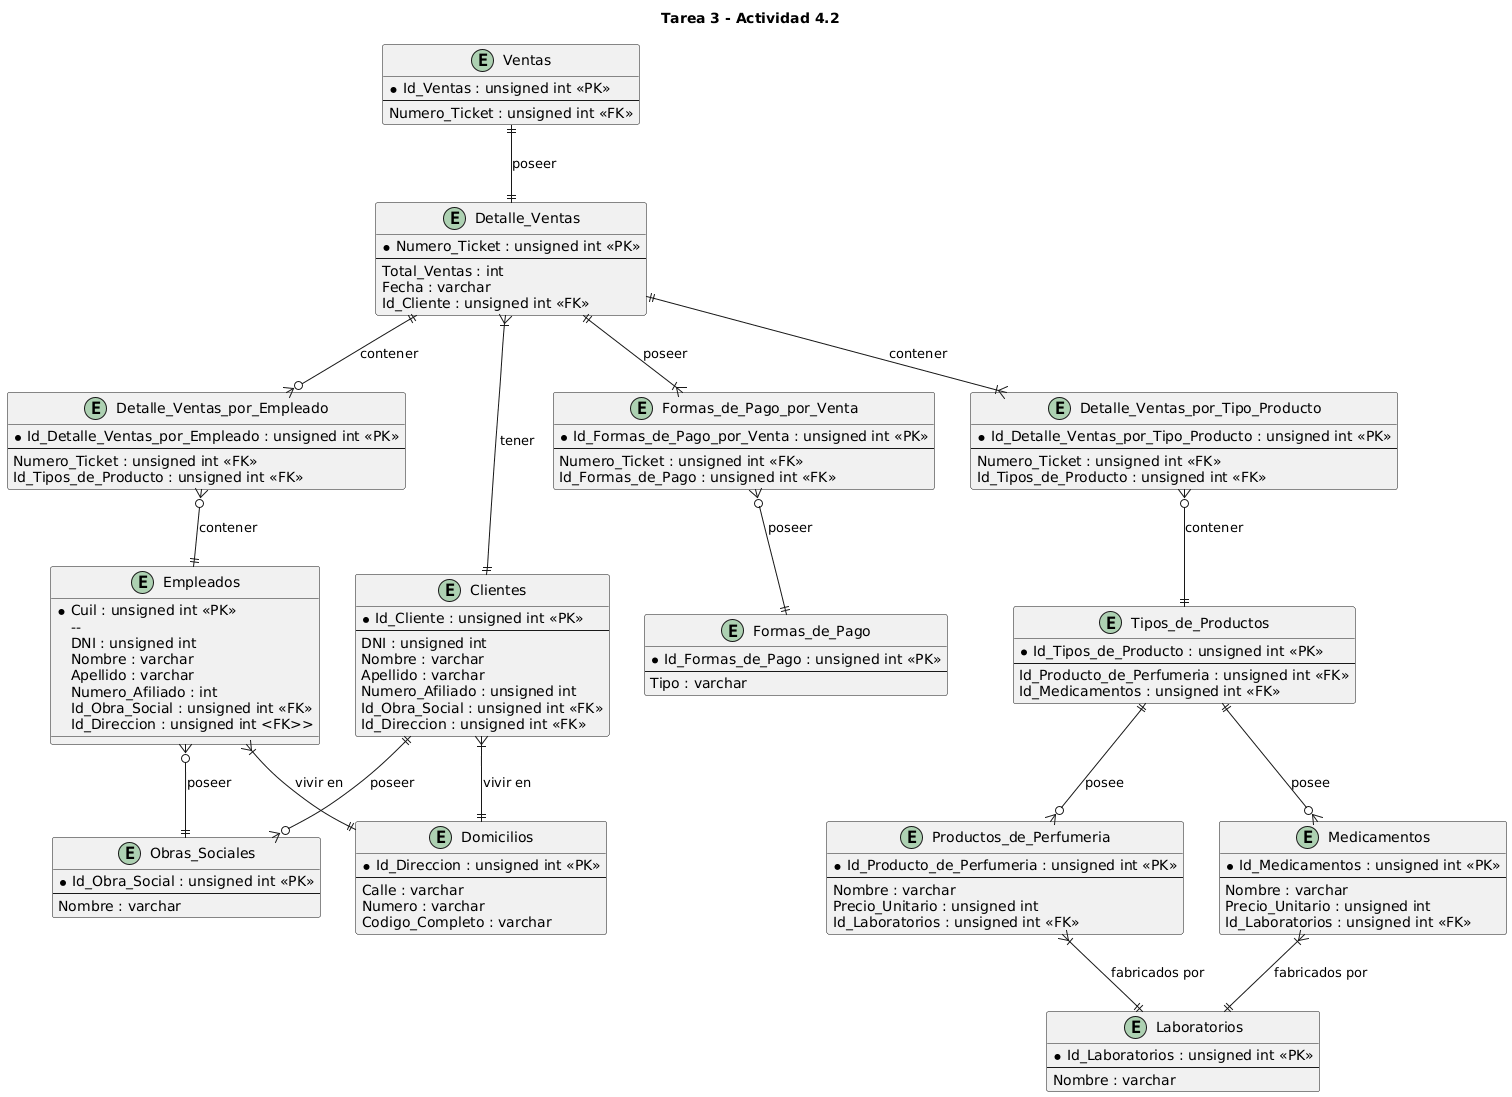 Tarea 3 - Actividad 4.2
E Ventas
* Id_Ventas : unsigned int «PK»
Numero_Ticket : unsigned int «FK»
poseer
E Detalle_Ventas
* Numero_Ticket : unsigned int «PK»
Total_Ventas : int
Fecha : varchar
Id_Cliente : unsigned int «FK»
contener
poseer
contener
E Detalle_Ventas_por_Empleado
* Id_Detalle_Ventas_por_Empleado : unsigned int «PK»
Numero_Ticket : unsigned int «FK»
Id_Tipos_de_Producto : unsigned int «FK»
tener
E Formas_de_Pago_por_Venta
* Id_Formas_de_Pago_por_Venta : unsigned int «PK»
Numero_Ticket : unsigned int «FK»
Id_Formas_de_Pago : unsigned int «FK»
E Detalle_Ventas_por_Tipo_Producto
* Id_Detalle_Ventas_por_Tipo_Producto : unsigned int «PK»
Numero_Ticket : unsigned int «FK»
Id_Tipos_de_Producto : unsigned int «FK»
contener
poseer
contener
E Empleados
* Cuil : unsigned int «PK»
--
DNI : unsigned int
Nombre : varchar
Apellido : varchar
Numero_Afiliado : int
Id_Obra_Social : unsigned int «FK»
Id_Direccion : unsigned int <FK>>
E Clientes
* Id_Cliente : unsigned int «PK»
DNI : unsigned int
Nombre : varchar
Apellido : varchar
Numero_Afiliado : unsigned int
Id_Obra_Social : unsigned int «FK»
Id_Direccion : unsigned int «FK»
E Formas_de_Pago
* Id_Formas_de_Pago : unsigned int «PK»
Tipo : varchar
E Tipos_de_Productos
* Id_Tipos_de_Producto : unsigned int «PK»
Id_Producto_de_Perfumeria : unsigned int «FK»
Id_Medicamentos : unsigned int «FK»
poseer
vivir en
poseer
vivir en
posee
posee
E Obras_Sociales
* Id_Obra_Social : unsigned int «PK»
Nombre : varchar
E Domicilios
* Id_Direccion : unsigned int «PK»
Calle : varchar
Numero : varchar
Codigo_Completo : varchar
E Productos_de_Perfumeria
* Id_Producto_de_Perfumeria : unsigned int «PK»
Nombre : varchar
Precio_Unitario : unsigned int
Id_Laboratorios : unsigned int «FK»
E Medicamentos
* Id_Medicamentos : unsigned int «PK»
Nombre : varchar
Precio_Unitario : unsigned int
Id_Laboratorios : unsigned int «FK»
fabricados por
fabricados por
E Laboratorios
* Id_Laboratorios : unsigned int «PK»
Nombre : varchar